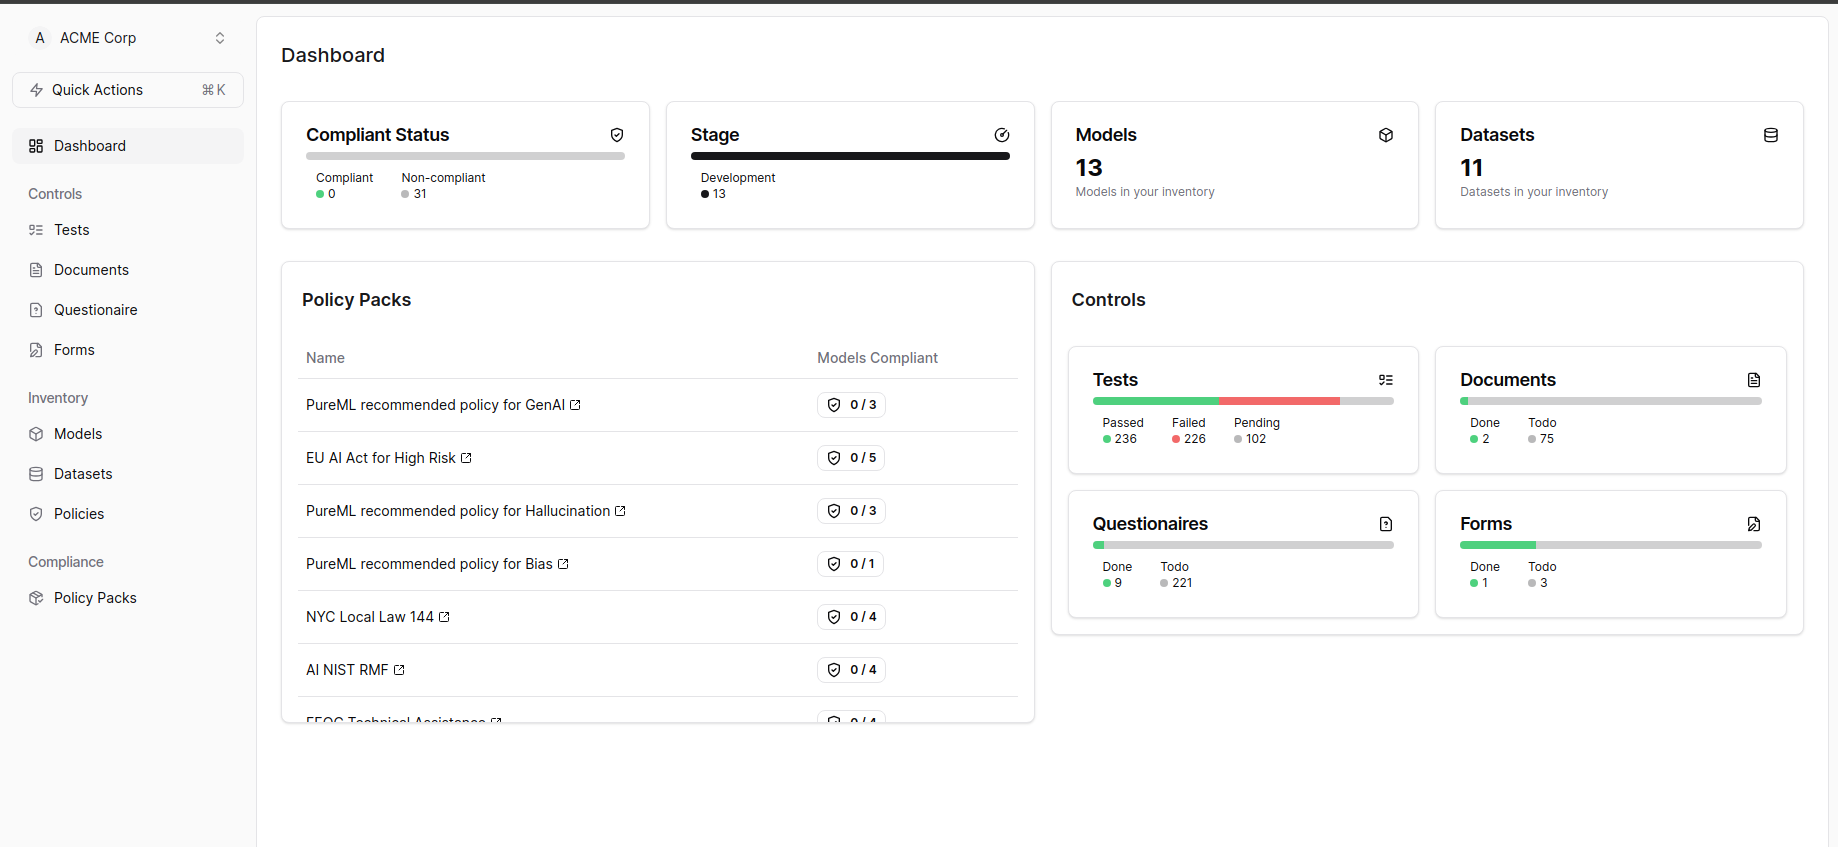 A ACME Corp
Quick Actions ⌘K
Dashboard
Controls
Tests
Documents
Questionaire
Forms
Inventory
Models
Datasets
Policies
Compliance
Policy Packs
Dashboard
Compliant Status
Compliant Non-compliant
0 31
Stage
Development
13
Models
13
Models in your inventory
Datasets
11
Datasets in your inventory
Policy Packs
Name Models Compliant
PureML recommended policy for GenAI 0 / 3
EU AI Act for High Risk 0 / 5
PureML recommended policy for Hallucination 0 / 3
PureML recommended policy for Bias 0 / 1
NYC Local Law 144 0 / 4
AI NIST RMF 0 / 4
EEOC Technical Assistance 0 / 4
Controls
Tests
Passed Failed Pending
236 226 102
Documents
Done Todo
2 75
Questionaires
Done Todo
9 221
Forms
Done Todo
1 3